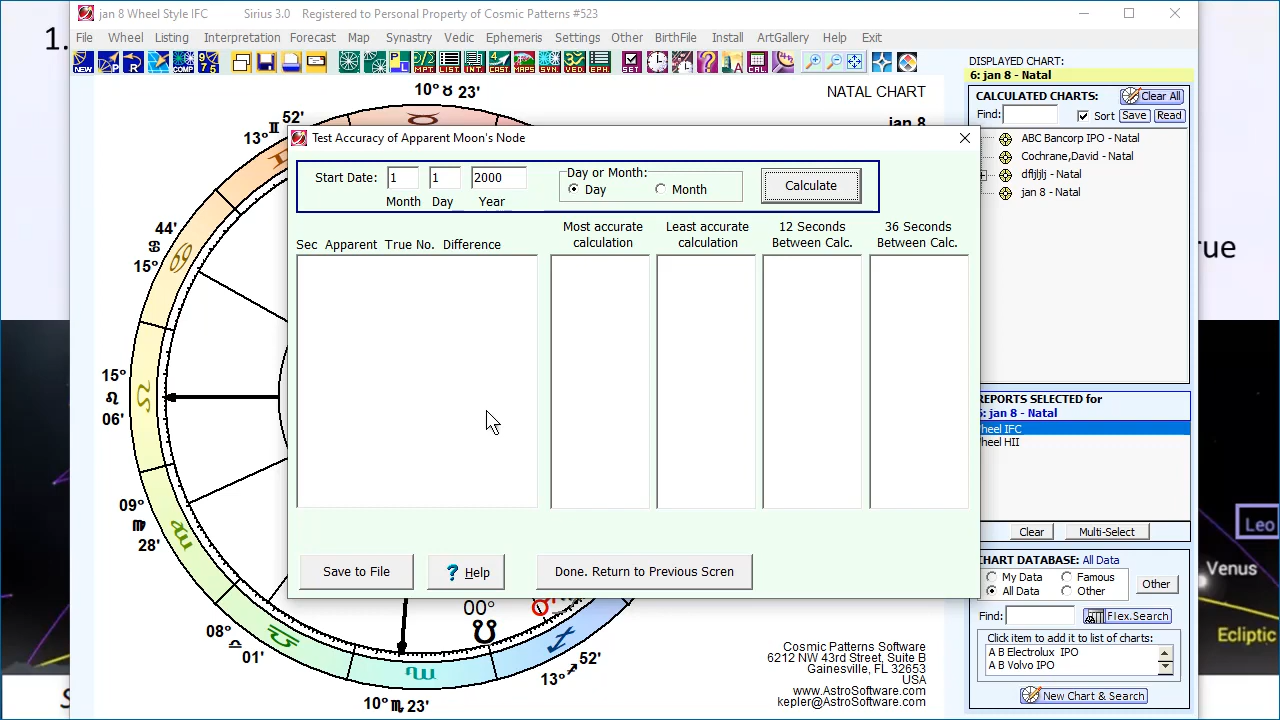 1.
jan 8 Wheel Style IFC
Sirius 3.0
Registered to Personal Property of Cosmic Patterns #523
File Wheel Listing Interpretation Forecast Map Synastry Vedic Ephemeris Settings Other BirthFile Install ArtGallery Help Exit
DISPLAYED CHART:
6: jan 8 - Natal
CALCULATED CHARTS:
Clear All
Find:
Sort
Save
Read
ABC Bancorp IPO - Natal
Cochrane,David - Natal
dfljljlj - Natal
jan 8 - Natal
NATAL CHART
jan 8
10° 23'
13° 52'
44'
15°
15°
06'
09°
28'
08°
01'
10° 23'
13° 52'
00°
Test Accuracy of Apparent Moon's Node
Start Date:
1
1
2000
Month
Day
Year
Day or Month:
Day
Month
Calculate
Sec Apparent True No. Difference
Most accurate
calculation
Least accurate
calculation
12 Seconds
Between Calc.
36 Seconds
Between Calc.
Save to File
Help
Done. Return to Previous Scren
rue
REPORTS SELECTED for
6: jan 8 - Natal
heel IFC
heel HII
Clear
Multi-Select
CHART DATABASE: All Data
My Data
Famous
All Data
Other
Other
Find:
Flex.Search
Click item to add it to list of charts:
A B Electrolux IPO
A B Volvo IPO
New Chart & Search
Cosmic Patterns Software
6212 NW 43rd Street, Suite B
Gainesville, FL 32653
USA
www.AstroSoftware.com
kepler@AstroSoftware.com
Leo
Venus
Ecliptic
S